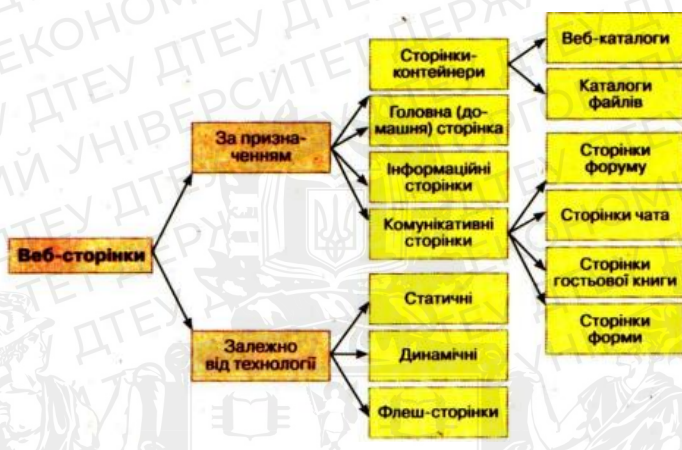 Веб-сторінки
За призна-
ченням
Сторінки-
контейнери
Веб-каталоги
Каталоги
файлів
Головна (до-
машня) сторінка
Інформаційні
сторінки
Комунікативні
сторінки
Сторінки
форуму
Сторінки чата
Сторінки
гостьової книги
Сторінки
форми
Залежно
від технології
Статичні
Динамічні
Флеш-сторінки